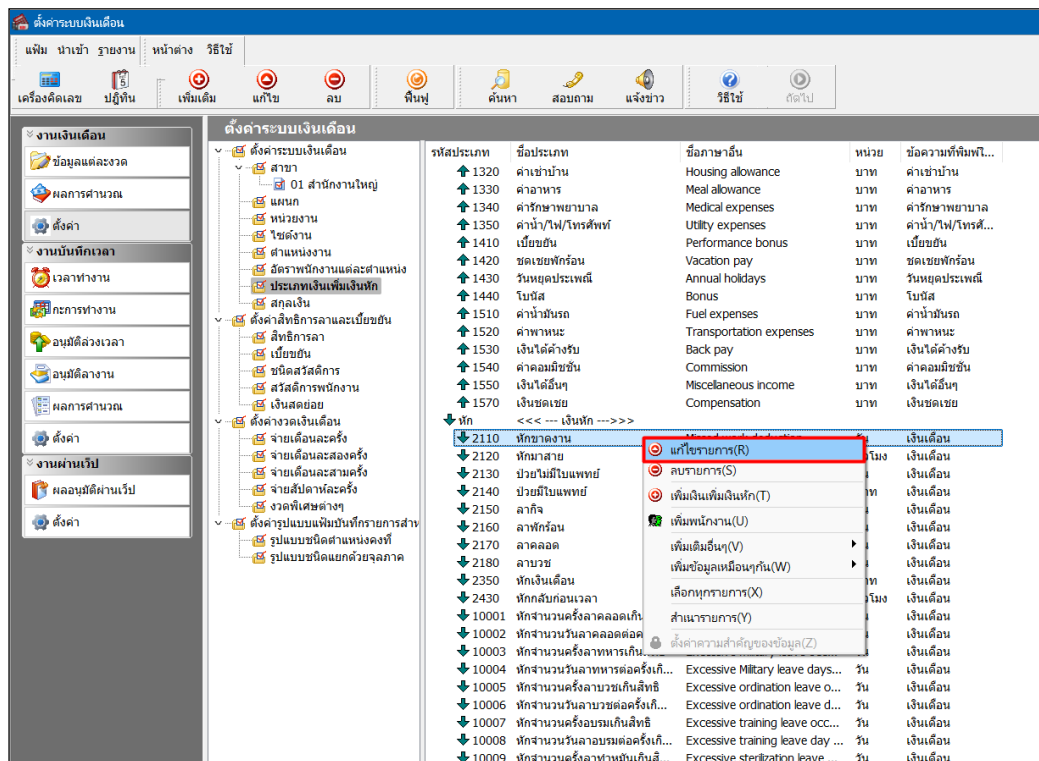 ตั้งค่าระบบเงินเดือน
แฟ้ม นำเข้า รายงาน หน้าต่าง วิธีใช้
เครื่องคิดเลข ปฏิทิน เพิ่มเติม แก้ไข ลบ ฟื้นฟู ค้นหา สอบถาม แจ้งข่าว วิธีใช้ ถัดไป
งานเงินเดือน
ข้อมูลแต่ละงวด
ผลการคำนวณ
ตั้งค่า
งานบันทึกเวลา
เวลาทำงาน
กะการทำงาน
อนุมัติล่วงเวลา
อนุมัติลางาน
ผลการคำนวณ
ตั้งค่า
งานผ่านเว็ป
ผลอนุมัติผ่านเว็ป
ตั้งค่า
ตั้งค่าระบบเงินเดือน
ตั้งค่าระบบเงินเดือน
สาขา
01 สำนักงานใหญ่
แผนก
หน่วยงาน
ไซด์งาน
ตำแหน่งงาน
อัตราพนักงานแต่ละตำแหน่ง
ประเภทเงินเพิ่มเงินหัก
สกุลเงิน
ตั้งค่าสิทธิการลาและเบี้ยขยัน
สิทธิการลา
เบี้ยขยัน
ชนิดสวัสดิการ
สวัสดิการพนักงาน
เงินสดย่อย
ตั้งค่างวดเงินเดือน
จ่ายเดือนละครั้ง
จ่ายเดือนละสองครั้ง
จ่ายเดือนละสามครั้ง
จ่ายสัปดาห์ละครั้ง
งวดพิเศษต่างๆ
ตั้งค่ารูปแบบแฟ้มบันทึกรายการสำห
รูปแบบชนิดตำแหน่งคงที่
รูปแบบชนิดแยกด้วยจุลภาค
รหัสประเภท ชื่อประเภท ชื่อภาษาอื่น หน่วย ข้อความที่พิมพ์ใ...
1320 ค่าเช่าบ้าน Housing allowance บาท ค่าเช่าบ้าน
1330 ค่าอาหาร Meal allowance บาท ค่าอาหาร
1340 ค่ารักษาพยาบาล Medical expenses บาท ค่ารักษาพยาบาล
1350 ค่าน้ำ/ไฟ/โทรศัพท์ Utility expenses บาท ค่าน้ำ/ไฟ/โทรศั...
1410 เบี้ยขยัน Performance bonus บาท เบี้ยขยัน
1420 ชดเชยพักร้อน Vacation pay บาท ชดเชยพักร้อน
1430 วันหยุดประเพณี Annual holidays บาท วันหยุดประเพณี
1440 โบนัส Bonus บาท โบนัส
1510 ค่าน้ำมันรถ Fuel expenses บาท ค่าน้ำมันรถ
1520 ค่าพาหนะ Transportation expenses บาท ค่าพาหนะ
1530 เงินได้ค้างรับ Back pay บาท เงินได้ค้างรับ
1540 ค่าคอมมิชชัน Commission บาท ค่าคอมมิชชัน
1550 เงินได้อื่นๆ Miscellaneous income บาท เงินได้อื่นๆ
1570 เงินชดเชย Compensation บาท เงินชดเชย
หัก <<< --- เงินหัก --->>>
2110 หักขาดงาน เงินเดือน
2120 หักมาสาย เงินเดือน
2130 ป่วยไม่มีใบแพทย์ เงินเดือน
2140 ป่วยมีใบแพทย์ เงินเดือน
2150 ลากิจ เงินเดือน
2160 ลาพักร้อน เงินเดือน
2170 ลาคลอด เงินเดือน
2180 ลาบวช เงินเดือน
2350 หักเงินเดือน เงินเดือน
2430 หักกลับก่อนเวลา เงินเดือน
10001 หักจำนวนครั้งลาคลอดเกิน วัน เงินเดือน
10002 หักจำนวนวันลาคลอดต่อค วัน เงินเดือน
10003 หักจำนวนครั้งลาทหารเกิน วัน เงินเดือน
10004 หักจำนวนวันลาทหารต่อครั้งเกิ... Excessive Military leave days... วัน เงินเดือน
10005 หักจำนวนครั้งลาบวชเกินสิทธิ Excessive ordination leave o... วัน เงินเดือน
10006 หักจำนวนวันลาบวชต่อครั้งเกิ... Excessive ordination leave d... วัน เงินเดือน
10007 หักจำนวนครั้งอบรมเกินสิทธิ Excessive training leave occ... วัน เงินเดือน
10008 หักจำนวนวันลาอบรมต่อครั้งเกิ... Excessive training leave day ... วัน เงินเดือน
10009 หักจำนวนครั้งลาทำหมันเกินสิ... Excessive sterilization leave ... วัน เงินเดือน
แก้ไขรายการ(R)
ลบรายการ(S)
เพิ่มเงินเพิ่มเงินหัก(T)
เพิ่มพนักงาน(U)
เพิ่มเติมอื่นๆ(V)
เพิ่มข้อมูลเหมือนๆกัน(W)
เลือกทุกรายการ(X)
สำเนารายการ(Y)
ตั้งค่าความสำคัญของข้อมูล(Z)